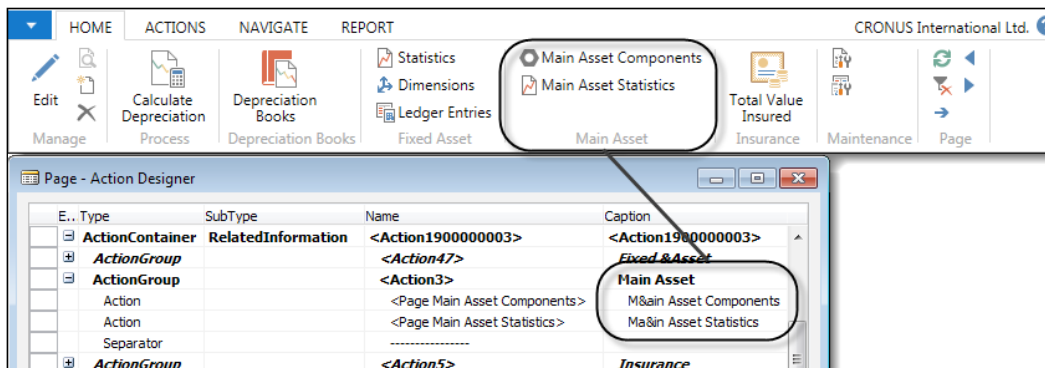 HOME ACTIONS NAVIGATE REPORT CRONUS International Ltd.
Edit
Calculate Depreciation
Depreciation Books
Statistics
Dimensions
Ledger Entries
Main Asset Components
Main Asset Statistics
Total Value Insured
Manage Process Depreciation Books Fixed Asset Main Asset Insurance Maintenance Page
Page - Action Designer
E.. Type SubType Name Caption
ActionContainer RelatedInformation <Action1900000003> <Action1900000003>
ActionGroup <Action47> Fixed &Asset
ActionGroup <Action3> Main Asset
Action <Page Main Asset Components> M&ain Asset Components
Action <Page Main Asset Statistics> Ma&in Asset Statistics
Separator ----------------
ActionGroup <Action5> Insurance